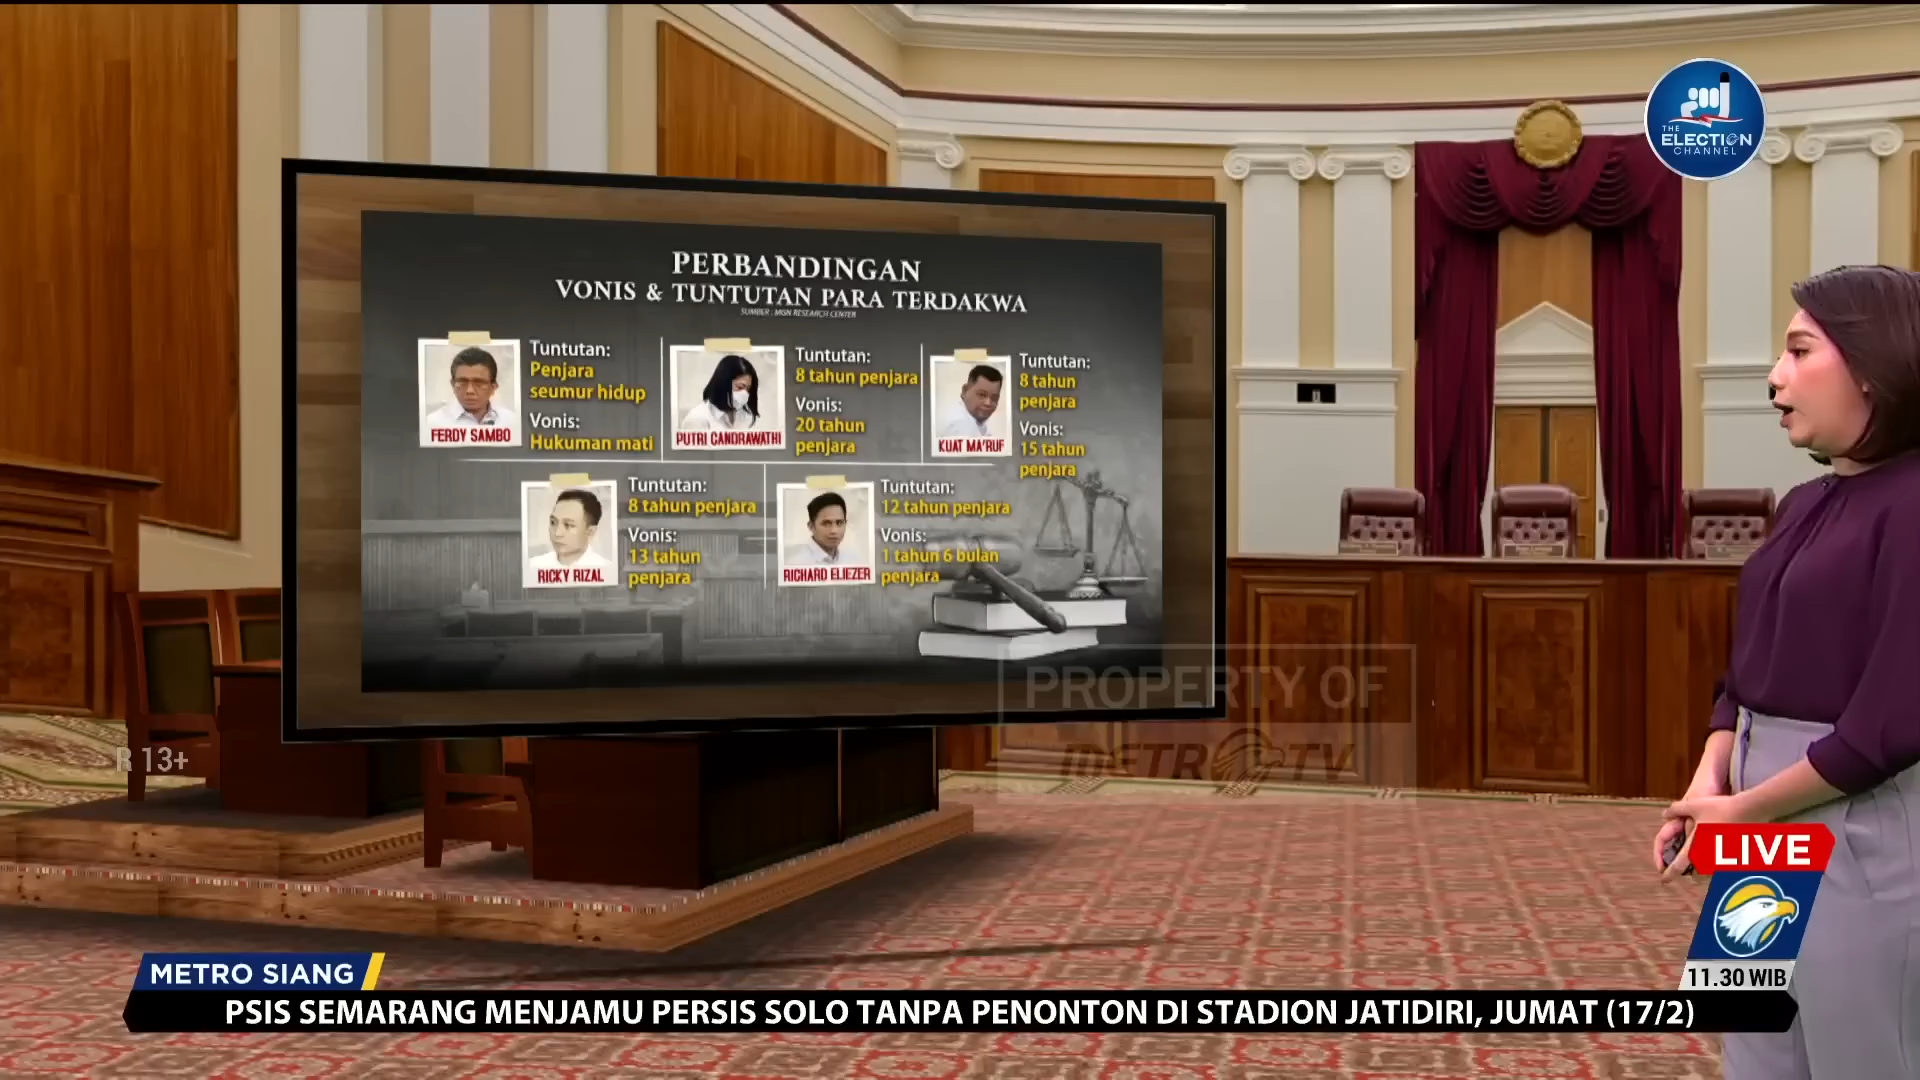 THE
ELECTION
CHANNEL
PERBANDINGAN
VONIS & TUNTUTAN PARA TERDAKWA
SUMBER : MGN RESEARCH CENTER
Tuntutan:
Penjara
seumur hidup
Vonis:
Hukuman mati
FERDY SAMBO
Tuntutan:
8 tahun penjara
Vonis:
20 tahun
penjara
PUTRI CANDRAWATHI
Tuntutan:
8 tahun
penjara
Vonis:
15 tahun
penjara
KUAT MA'RUF
Tuntutan:
8 tahun penjara
Vonis:
13 tahun
penjara
RICKY RIZAL
Tuntutan:
12 tahun penjara
Vonis:
1 tahun 6 bulan
penjara
RICHARD ELIEZER
PROPERTY OF
METRO TV
R 13+
LIVE
11.30 WIB
METRO SIANG
PSIS SEMARANG MENJAMU PERSIS SOLO TANPA PENONTON DI STADION JATIDIRI, JUMAT (17/2)